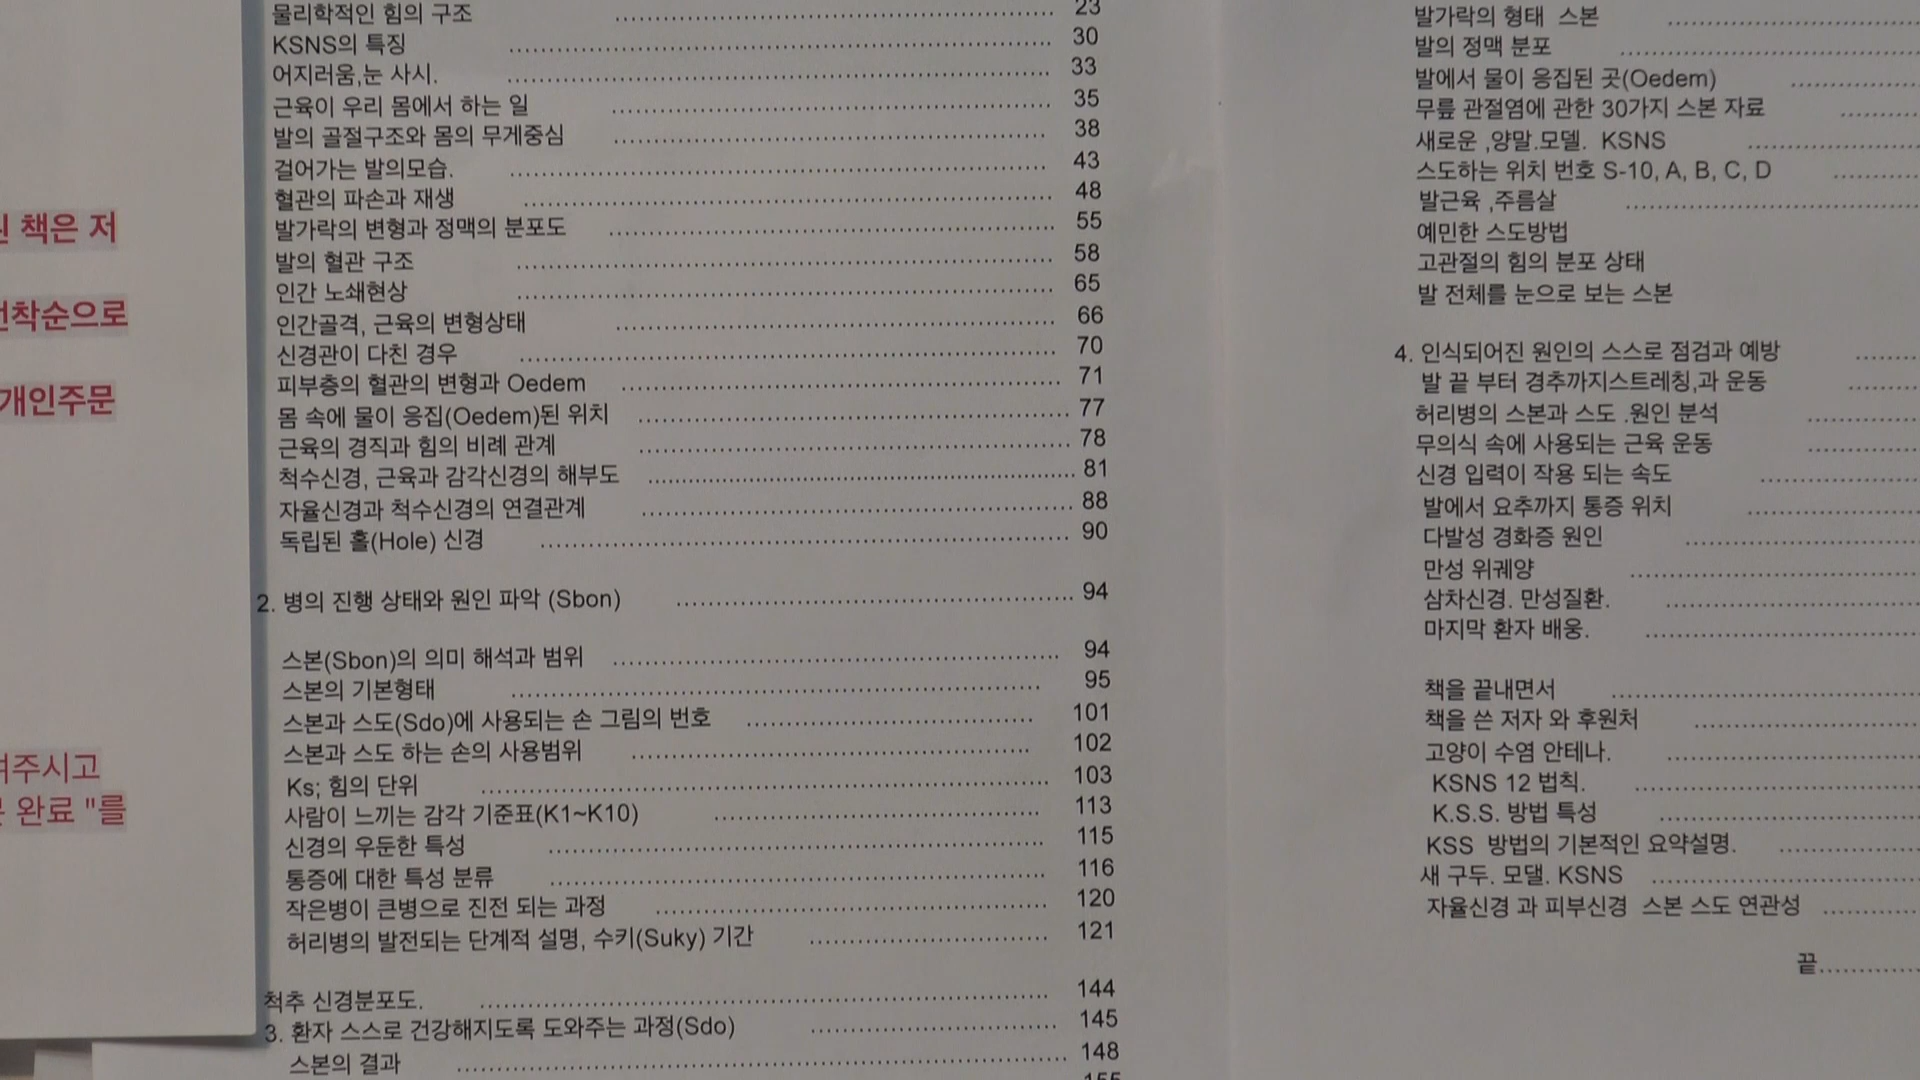 책은 저
착순으로
개인주문
주시고
완료 "를
물리학적인 힘의 구조 ........................ 23
KSNS의 특징 ........................ 30
어지러움,눈 사시. ........................ 33
근육이 우리 몸에서 하는 일 ........................ 35
발의 골절구조와 몸의 무게중심 ........................ 38
걸어가는 발의모습. ........................ 43
혈관의 파손과 재생 ........................ 48
발가락의 변형과 정맥의 분포도 ........................ 55
발의 혈관 구조 ........................ 58
인간 노쇄현상 ........................ 65
인간골격, 근육의 변형상태 ........................ 66
신경관이 다친 경우 ........................ 70
피부층의 혈관의 변형과 Oedem ........................ 71
몸 속에 물이 응집(Oedem)된 위치 ........................ 77
근육의 경직과 힘의 비례 관계 ........................ 78
척수신경, 근육과 감각신경의 해부도 ........................ 81
자율신경과 척수신경의 연결관계 ........................ 88
독립된 홀(Hole) 신경 ........................ 90
2. 병의 진행 상태와 원인 파악 (Sbon) ........................ 94
스본(Sbon)의 의미 해석과 범위 ........................ 94
스본의 기본형태 ........................ 95
스본과 스도(Sdo)에 사용되는 손 그림의 번호 ........................ 101
스본과 스도 하는 손의 사용범위 ........................ 102
Ks; 힘의 단위 ........................ 103
사람이 느끼는 감각 기준표(K1~K10) ........................ 113
신경의 우둔한 특성 ........................ 115
통증에 대한 특성 분류 ........................ 116
작은병이 큰병으로 진전 되는 과정 ........................ 120
허리병의 발전되는 단계적 설명, 수키(Suky) 기간 ........................ 121
척추 신경분포도. ........................ 144
3. 환자 스스로 건강해지도록 도와주는 과정(Sdo) ........................ 145
스본의 결과 ........................ 148
발가락의 형태 스본 ........................
발의 정맥 분포 ........................
발에서 물이 응집된 곳(Oedem) ........................
무릎 관절염에 관한 30가지 스본 자료 ........................
새로운 ,양말.모델. KSNS ........................
스도하는 위치 번호 S-10, A, B, C, D ........................
발근육 ,주름살 ........................
예민한 스도방법
고관절의 힘의 분포 상태
발 전체를 눈으로 보는 스본
4. 인식되어진 원인의 스스로 점검과 예방 ........................
발 끝 부터 경추까지스트레칭,과 운동 ........................
허리병의 스본과 스도 .원인 분석 ........................
무의식 속에 사용되는 근육 운동 ........................
신경 입력이 작용 되는 속도 ........................
발에서 요추까지 통증 위치 ........................
다발성 경화증 원인 ........................
만성 위궤양 ........................
삼차신경. 만성질환. ........................
마지막 환자 배웅. ........................
책을 끝내면서 ........................
책을 쓴 저자 와 후원처 ........................
고양이 수염 안테나. ........................
KSNS 12 법칙. ........................
K.S.S. 방법 특성 ........................
KSS 방법의 기본적인 요약설명. ........................
새 구두. 모댈. KSNS ........................
자율신경 과 피부신경 스본 스도 연관성 ........................
끝........................